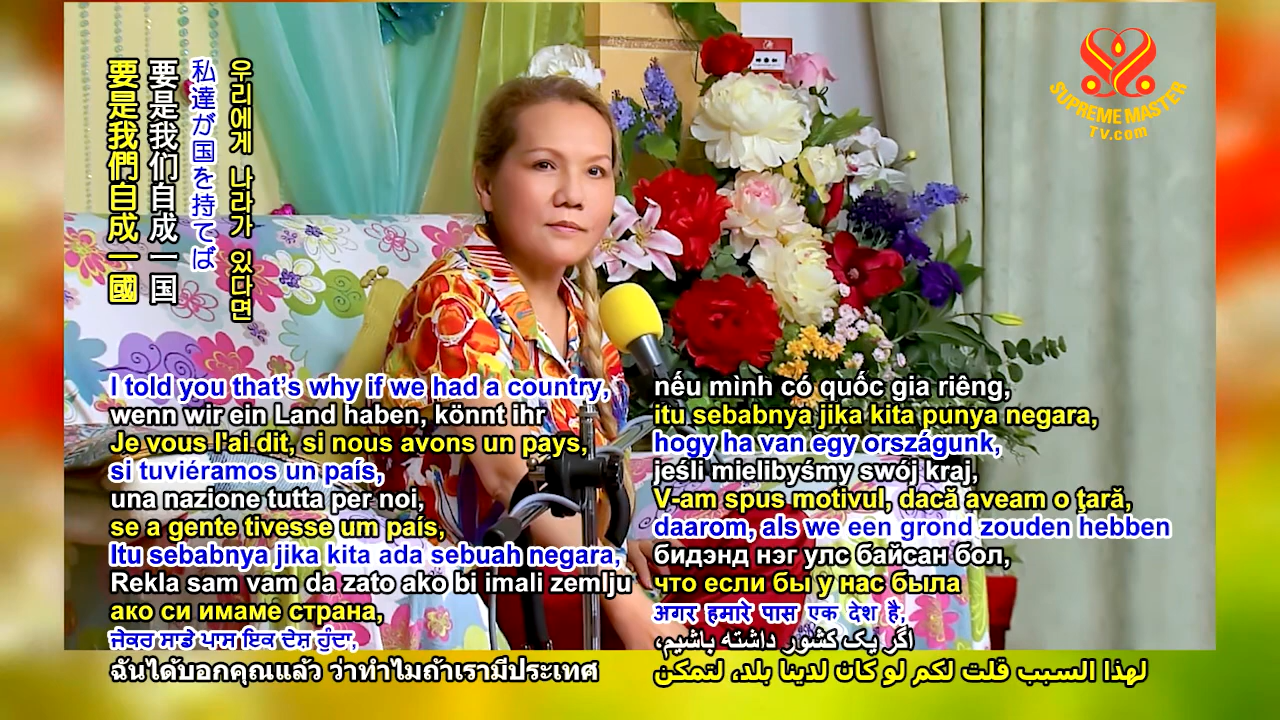 要是我們自成一國
要是我们自成一国
私達が国を持てば
우리에게 나라가 있다면
SUPREME MASTER
TV.com
I told you that's why if we had a country,
wenn wir ein Land haben, könnt ihr
Je vous l'ai dit, si nous avons un pays,
si tuviéramos un país,
una nazione tutta per noi,
se a gente tivesse um país,
Itu sebabnya jika kita ada sebuah negara,
Rekla sam vam da zato ako bi imali zemlju
ако си имаме страна,
ਜੇਕਰ ਸਾਡੇ ਪਾਸ ਇਕ ਦੇਸ਼ ਹੁੰਦਾ,
ฉันได้บอกคุณแล้ว ว่าทำไมถ้าเรามีประเทศ
nếu mình có quốc gia riêng,
itu sebabnya jika kita punya negara,
hogy ha van egy országunk,
jeśli mielibyśmy swój kraj,
V-am spus motivul, dacă aveam o ţară,
daarom, als we een grond zouden hebben
бидэнд нэг улс байсан бол,
что если бы у нас была
अगर हमारे पास एक देश है,
اگر یک کشور داشته باشیم،
لهذا السبب قلت لكم لو كان لدينا بلد، لتمكن